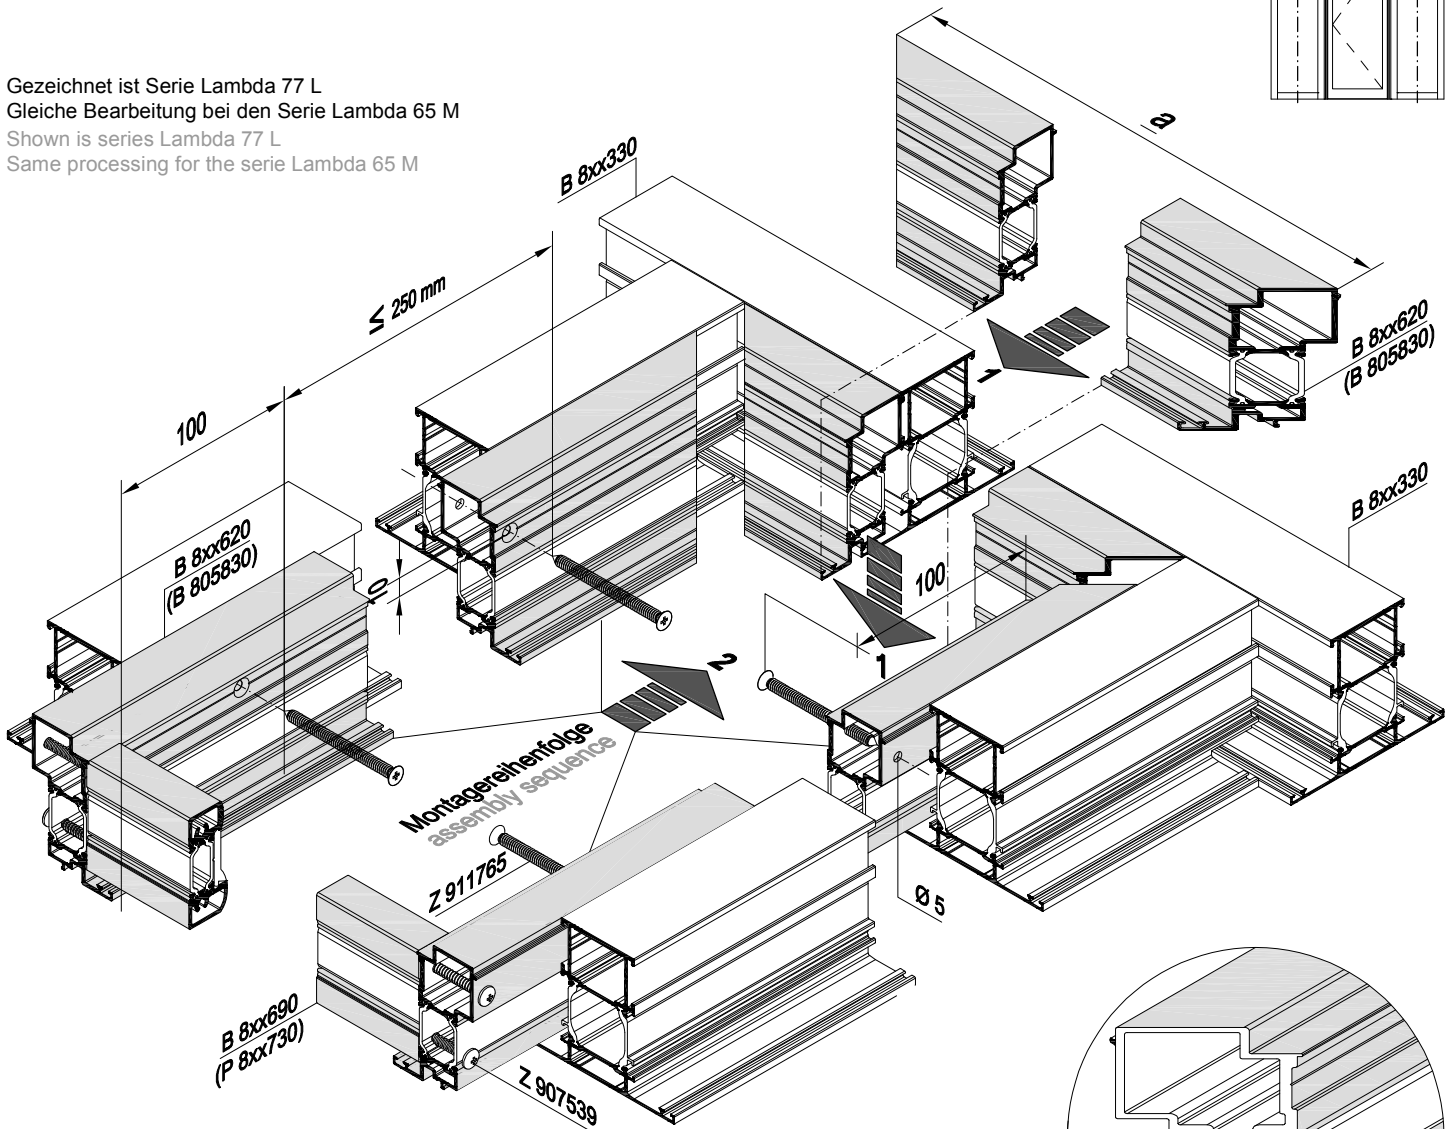 Gezeichnet ist Serie Lambda 77 L
Gleiche Bearbeitung bei den Serie Lambda 65 M
Shown is series Lambda 77 L
Same processing for the serie Lambda 65 M
a
B 8xx330
≤ 250 mm
100
1
B 8xx620
(B 805830)
B 8xx330
B 8xx620
(B 805830)
10
100
1
2
Montagereihenfolge
assembly sequence
Z 911765
Ø 5
B 8xx690
(P 8xx730)
Z 907539